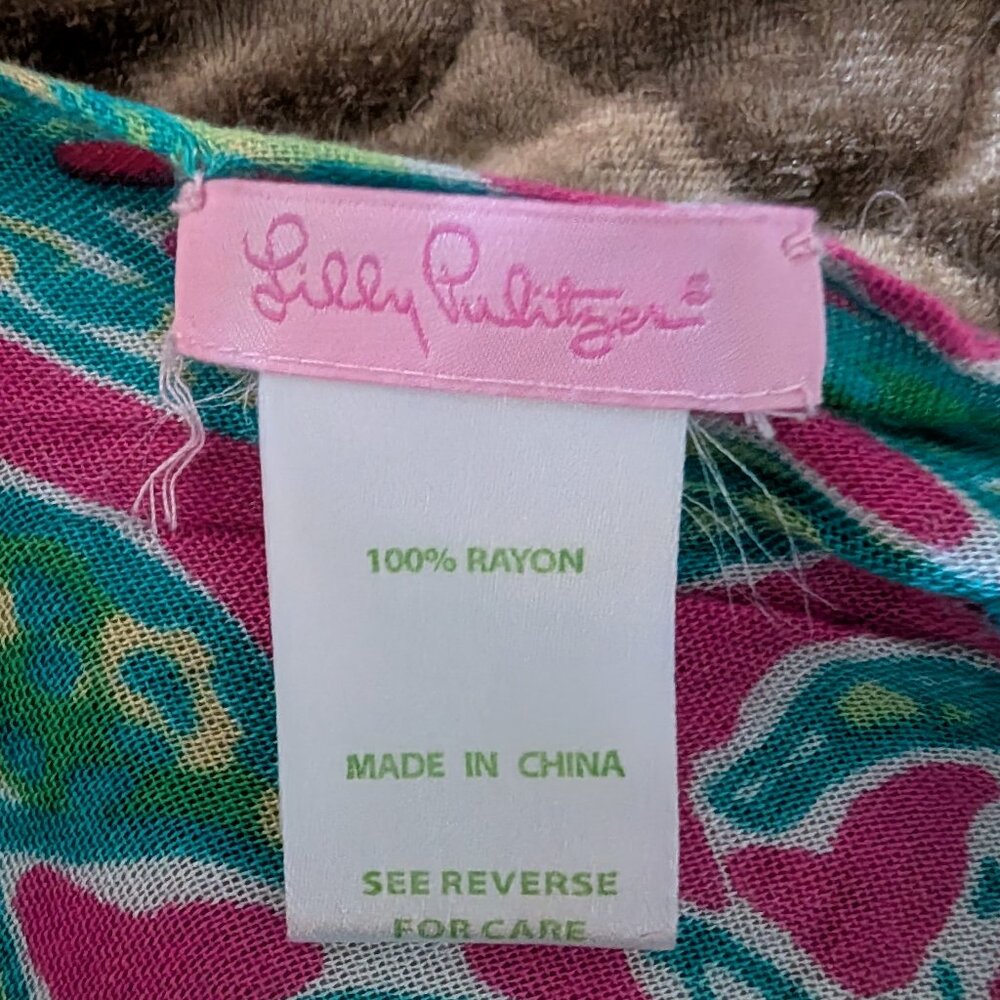 Lilly Pulitzer®
100% RAYON
MADE IN CHINA
SEE REVERSE
FOR CARE